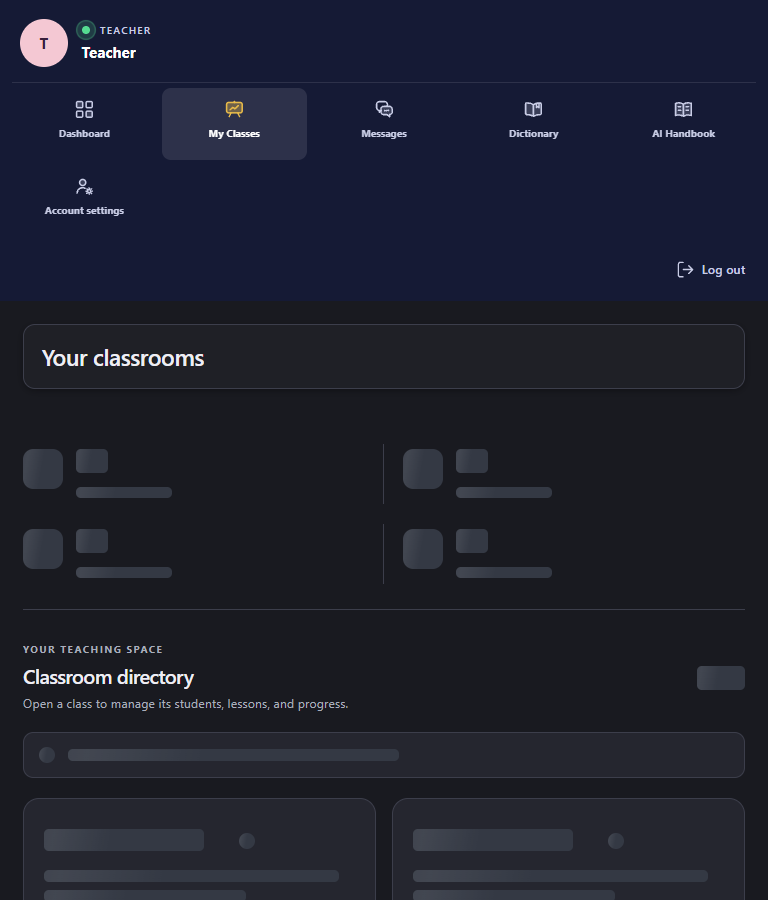 T
TEACHER
Teacher
Dashboard
My Classes
Messages
Dictionary
AI Handbook
Account settings
Log out
Your classrooms
YOUR TEACHING SPACE
Classroom directory
Open a class to manage its students, lessons, and progress.